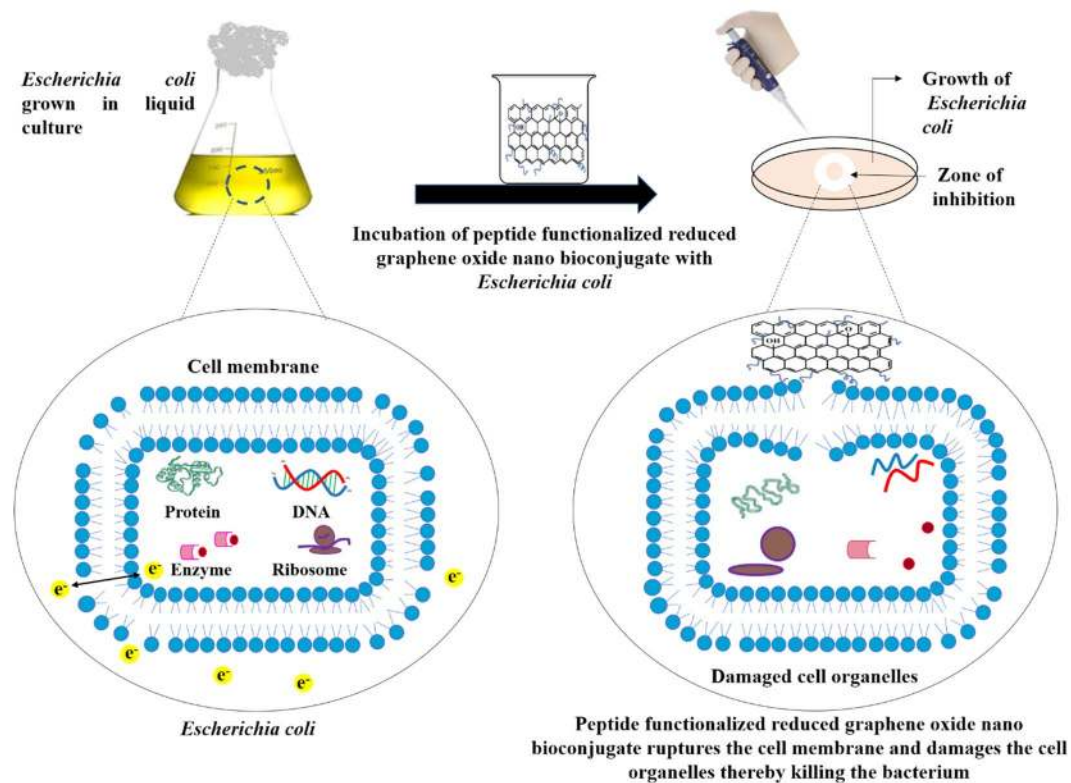 Escherichia coli
grown in liquid
culture
Growth of
Escherichia
coli
Zone of
inhibition
Incubation of peptide functionalized reduced
graphene oxide nano bioconjugate with
Escherichia coli
OH
O
Cell membrane
Protein
DNA
Enzyme
Ribosome
e-
e-
e-
e-
e-
e-
Escherichia coli
Damaged cell organelles
Peptide functionalized reduced graphene oxide nano
bioconjugate ruptures the cell membrane and damages the cell
organelles thereby killing the bacterium